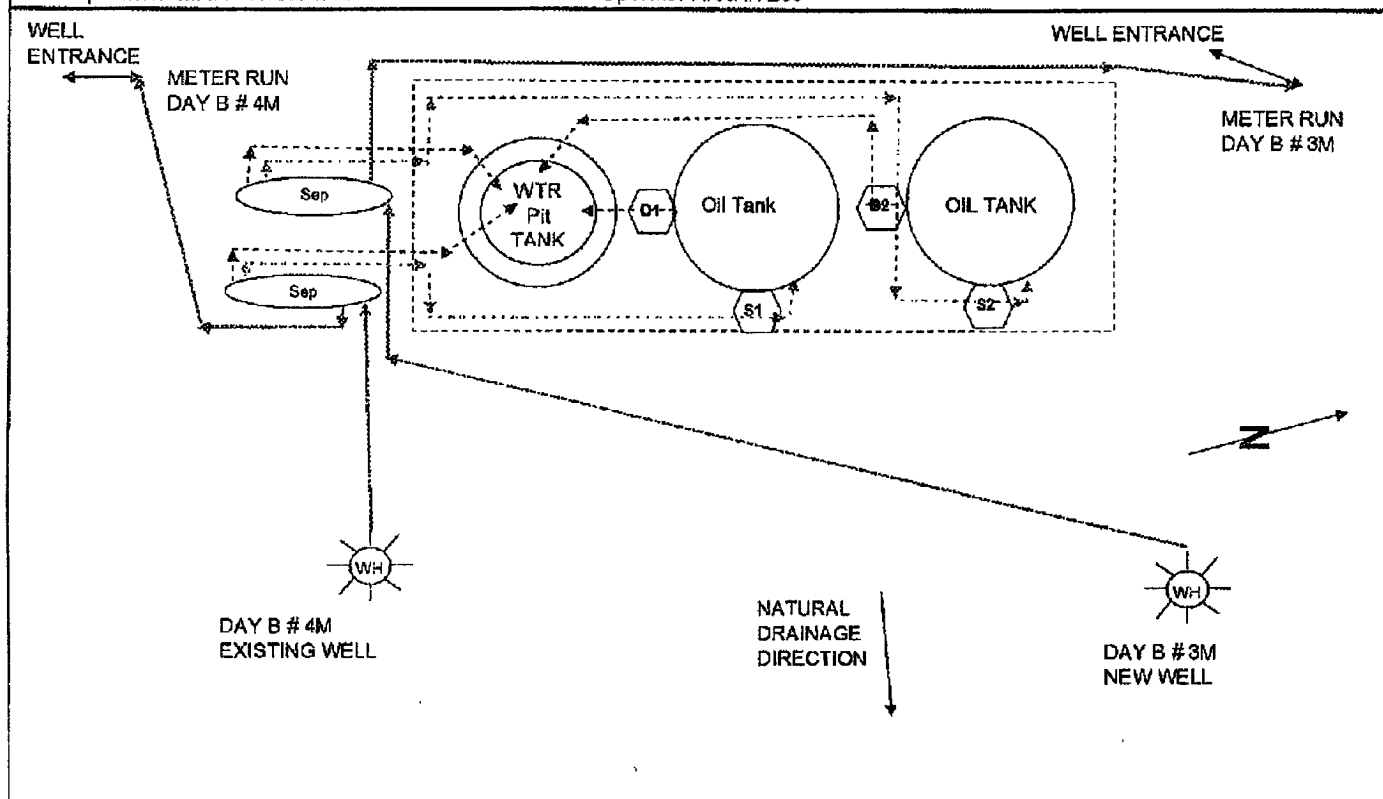 WELL
ENTRANCE
WELL ENTRANCE
METER RUN
DAY B # 4M
METER RUN
DAY B # 3M
Sep
Sep
WTR
Pit
TANK
D1
Oil Tank
D2
OIL TANK
S1
S2
N
WH
DAY B # 4M
EXISTING WELL
NATURAL
DRAINAGE
DIRECTION
WH
DAY B # 3M
NEW WELL